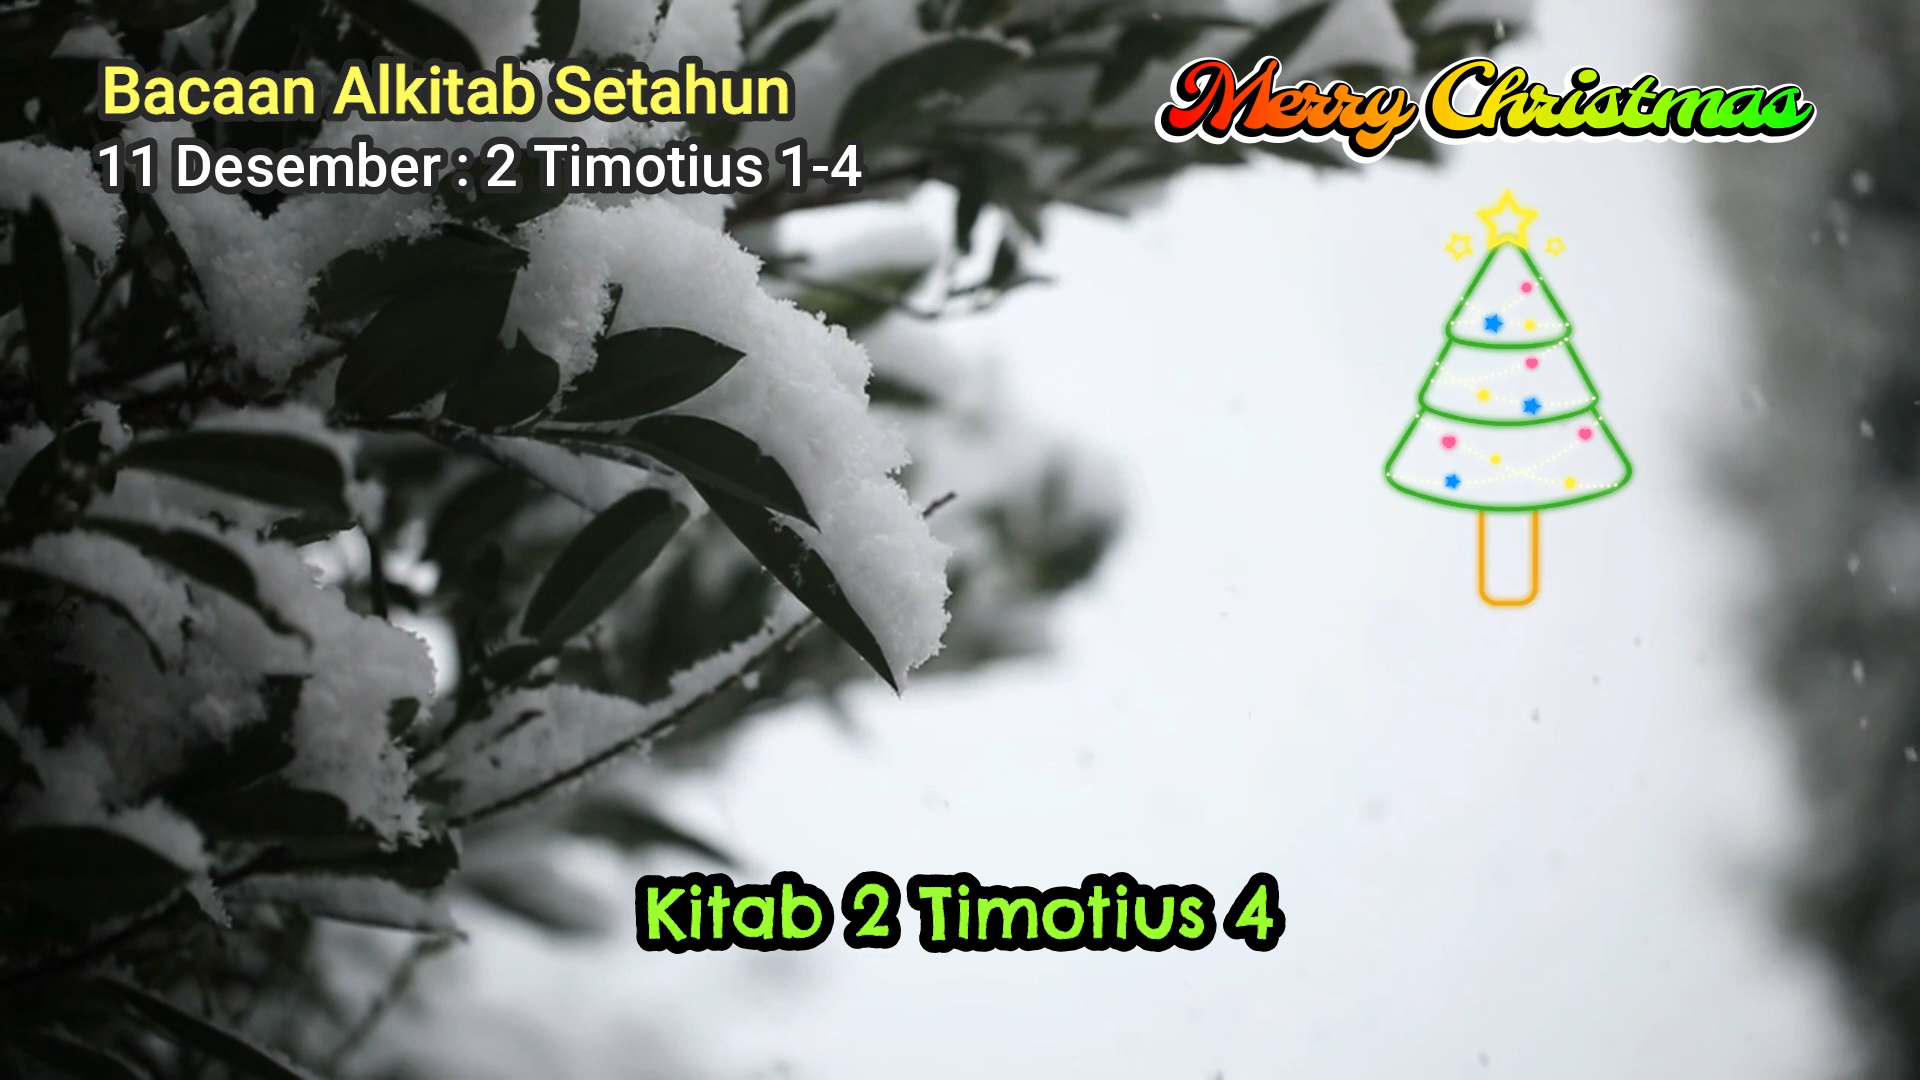 Bacaan Alkitab Setahun
11 Desember : 2 Timotius 1-4
Merry Christmas
Kitab 2 Timotius 4